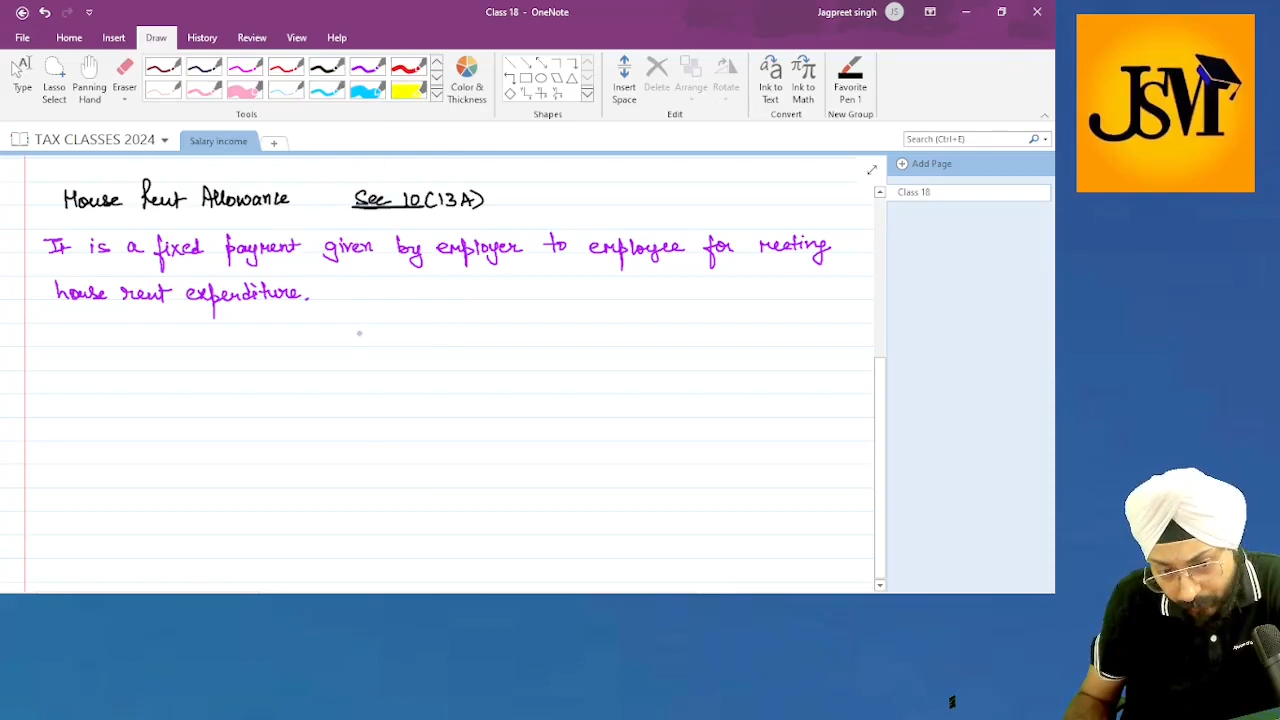 Class 18 - OneNote
Jagpreet singh JS
File Home Insert Draw History Review View Help
Type Lasso Select Panning Hand Eraser Color & Thickness Insert Space Delete Arrange Rotate Ink to Text Ink to Math Favorite Pen 1
Tools Shapes Edit Convert New Group
TAX CLASSES 2024 Salary income + Search (Ctrl+E)
Add Page
Class 18
House Rent Allowance Sec 10(13A)
It is a fixed payment given by employer to employee for meeting
house rent expenditure.
JSM